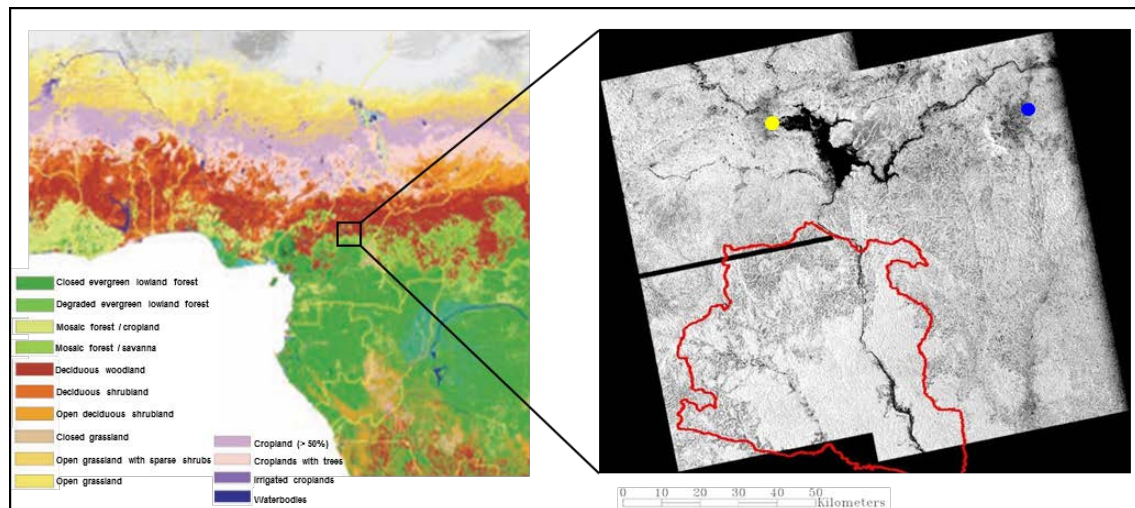 Closed evergreen lowland forest
Degraded evergreen lowland forest
Mosaic forest / cropland
Mosaic forest / savanna
Deciduous woodland
Deciduous shrubland
Open deciduous shrubland
Closed grassland
Open grassland with sparse shrubs
Open grassland
Cropland (> 50%)
Croplands with trees
Irrigated croplands
Waterbodies
0 10 20 30 40 50
Kilometers